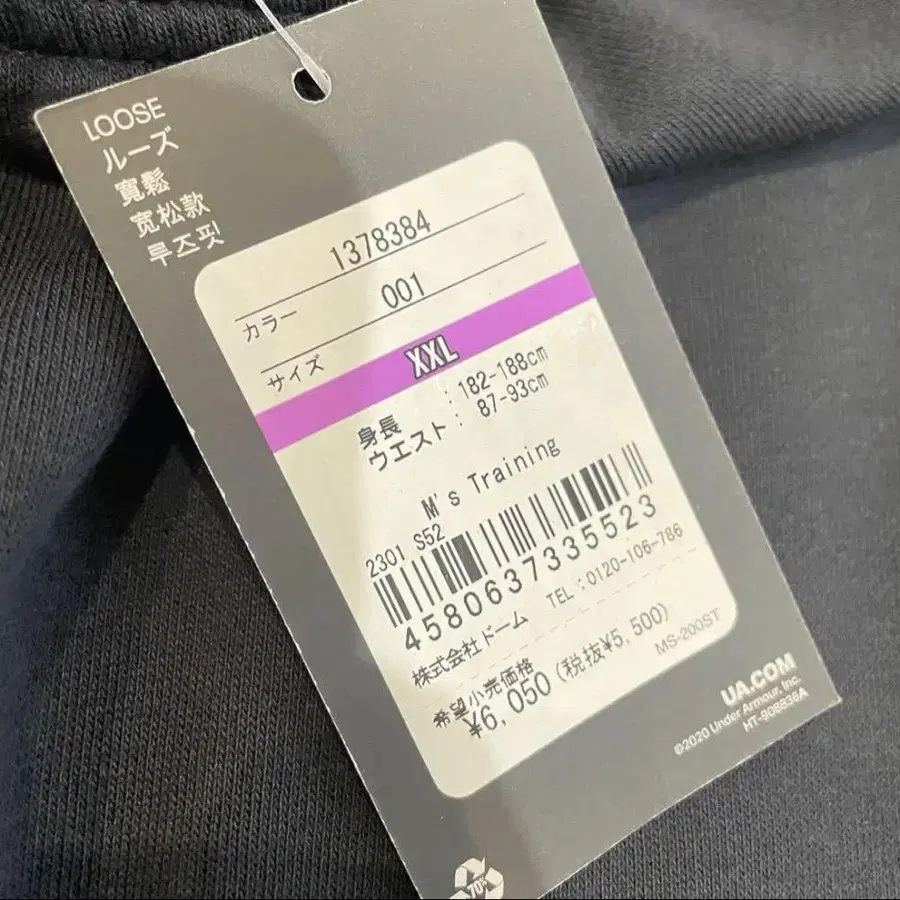 LOOSE
ルーズ
寬鬆
宽松款
루즈핏
1378384
カラー 001
サイズ XXL
身長 : 182-188cm
ウエスト : 87-93cm
M's Training
2301 S52
4580637335523
株式会社ドーム TEL:0120-106-786
希望小売価格
¥6,050(税抜¥5,500)
MS-200ST
UA.COM
©2020 Under Armour, Inc.
HT-906836A
70%